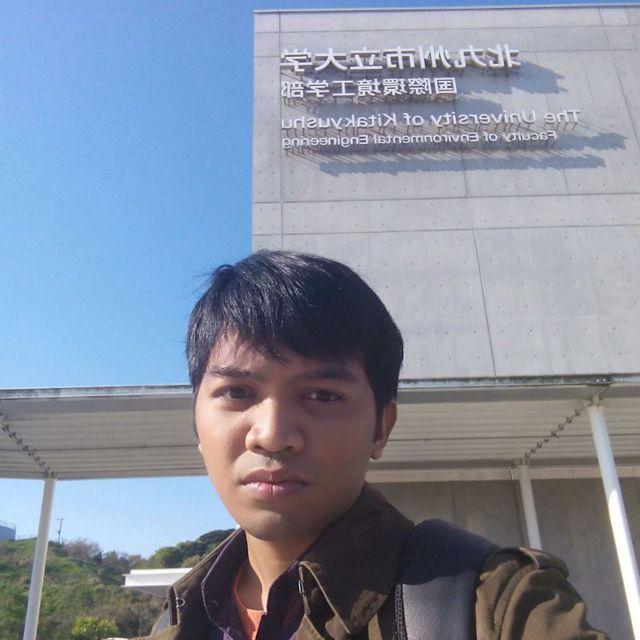 北九州市立大学
国際環境工学部
The University of Kitakyushu
Faculty of Environmental Engineering